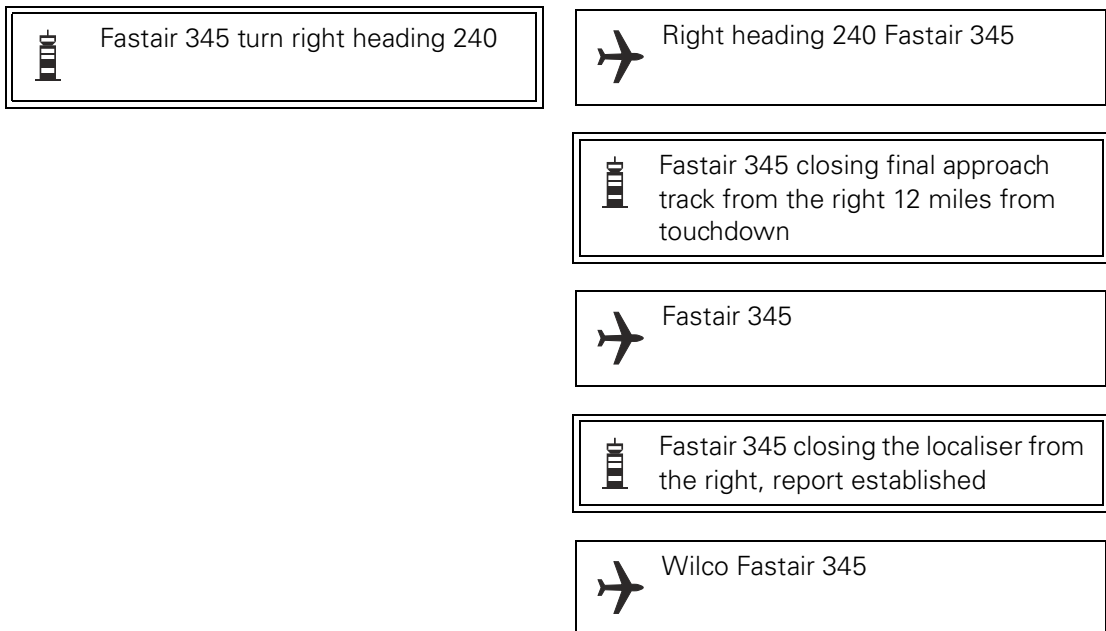 Fastair 345 turn right heading 240
Right heading 240 Fastair 345
Fastair 345 closing final approach
track from the right 12 miles from
touchdown
Fastair 345
Fastair 345 closing the localiser from
the right, report established
Wilco Fastair 345